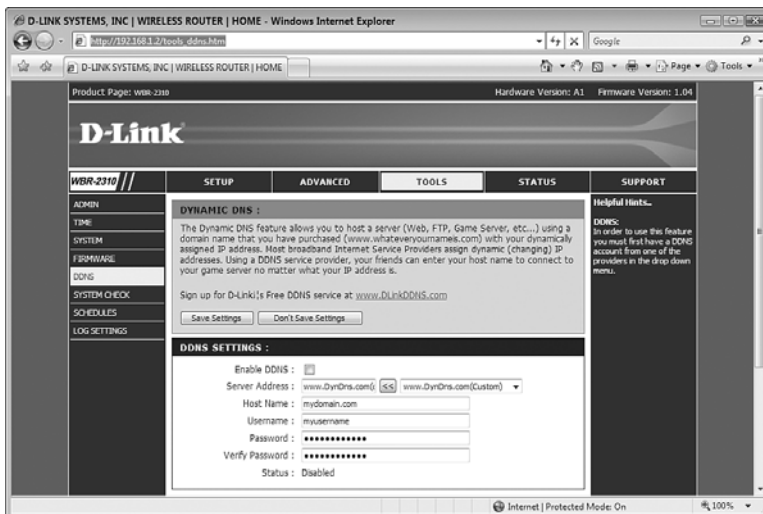 D-LINK SYSTEMS, INC | WIRELESS ROUTER | HOME - Windows Internet Explorer
http://192.168.1.2/tools_ddns.htm
Google
D-LINK SYSTEMS, INC | WIRELESS ROUTER | HOME
Page
Tools
Product Page: WBR-2310
Hardware Version: A1 Firmware Version: 1.04
D-Link
WBR-2310
SETUP
ADVANCED
TOOLS
STATUS
SUPPORT
ADMIN
TIME
SYSTEM
FIRMWARE
DDNS
SYSTEM CHECK
SCHEDULES
LOG SETTINGS
DYNAMIC DNS :
The Dynamic DNS feature allows you to host a server (Web, FTP, Game
Server, etc...) using a
domain name that you have purchased (www.whateveryournameis.com) with your dynamically
assigned IP address. Most broadband Internet Service Providers assign dynamic (changing) IP
addresses. Using a DDNS service provider, your friends can enter your host name to connect to
your game server no matter what your IP address is.
Sign up for D-Linki¦s Free DDNS service at www.DLinkDDNS.com
Save Settings
Don't Save Settings
DDNS SETTINGS :
Enable DDNS :
Server Address : www.DynDns.com(c << www.DynDns.com(Custom)
Host Name : mydomain.com
Username : myusername
Password : ••••••••••••
Verify Password : ••••••••••••
Status : Disabled
Helpful Hints..
DDNS:
In order to use this feature
you must first have a DDNS
account from one of the
providers in the drop down
menu.
Internet | Protected Mode: On
100%